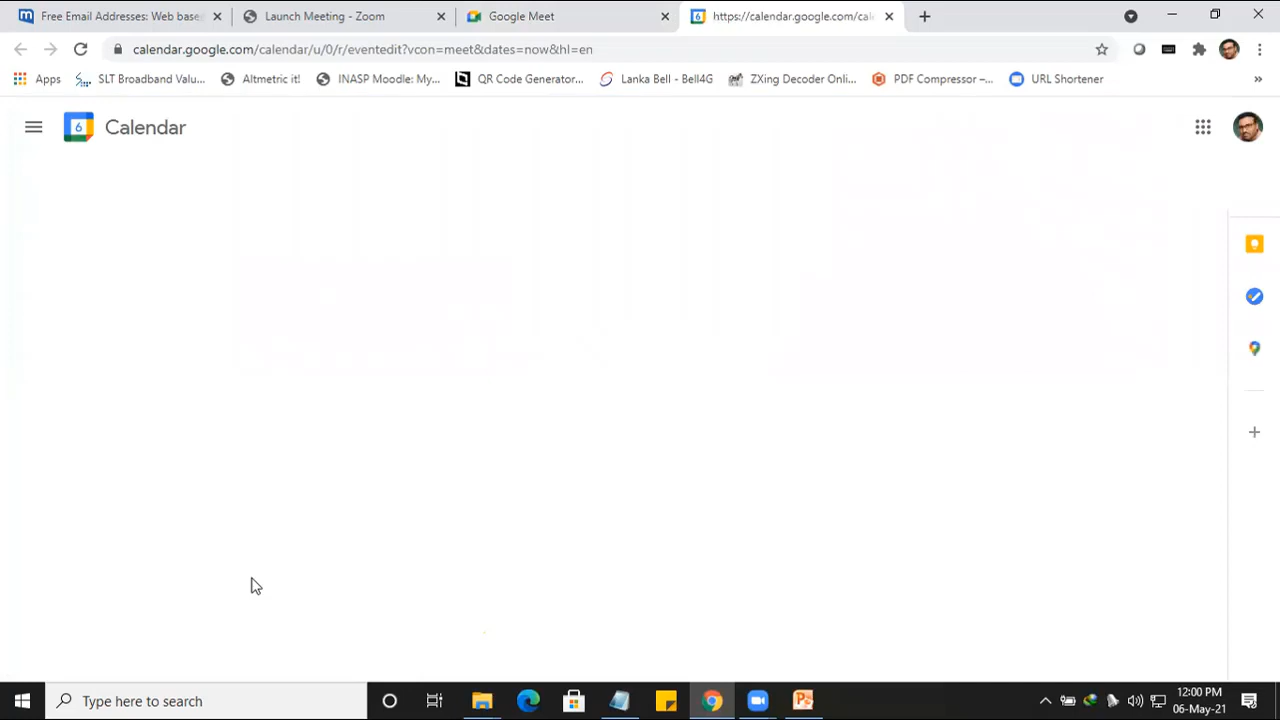 Free Email Addresses: Web base
Launch Meeting - Zoom
Google Meet
https://calendar.google.com/cal
calendar.google.com/calendar/u/0/r/eventedit?vcon=meet&dates=now&hl=en
Apps
SLT Broadband Valu...
Altmetric it!
INASP Moodle: My...
QR Code Generator...
Lanka Bell - Bell4G
ZXing Decoder Onli...
PDF Compressor –...
URL Shortener
»
6
Calendar
Type here to search
12:00 PM
06-May-21